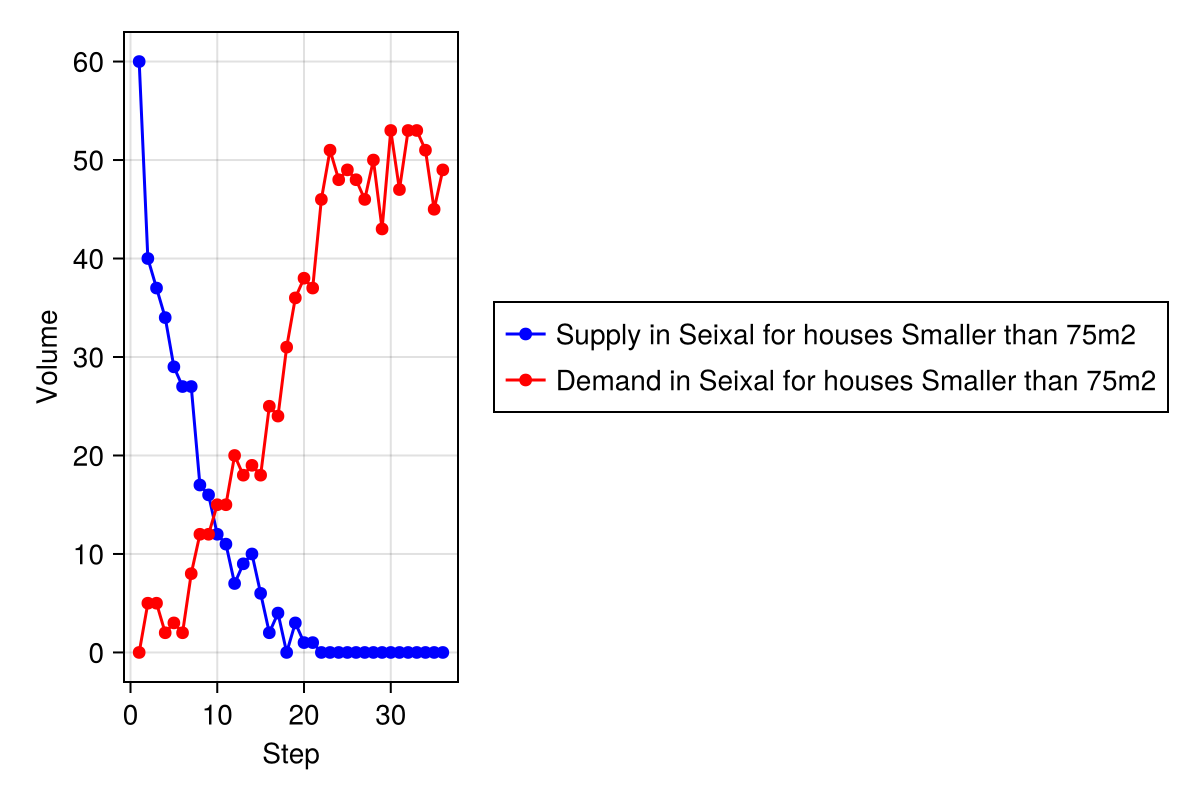 60
50
40
30
20
10
0
Volume
0 10 20 30
Step
Supply in Seixal for houses Smaller than 75m2
Demand in Seixal for houses Smaller than 75m2